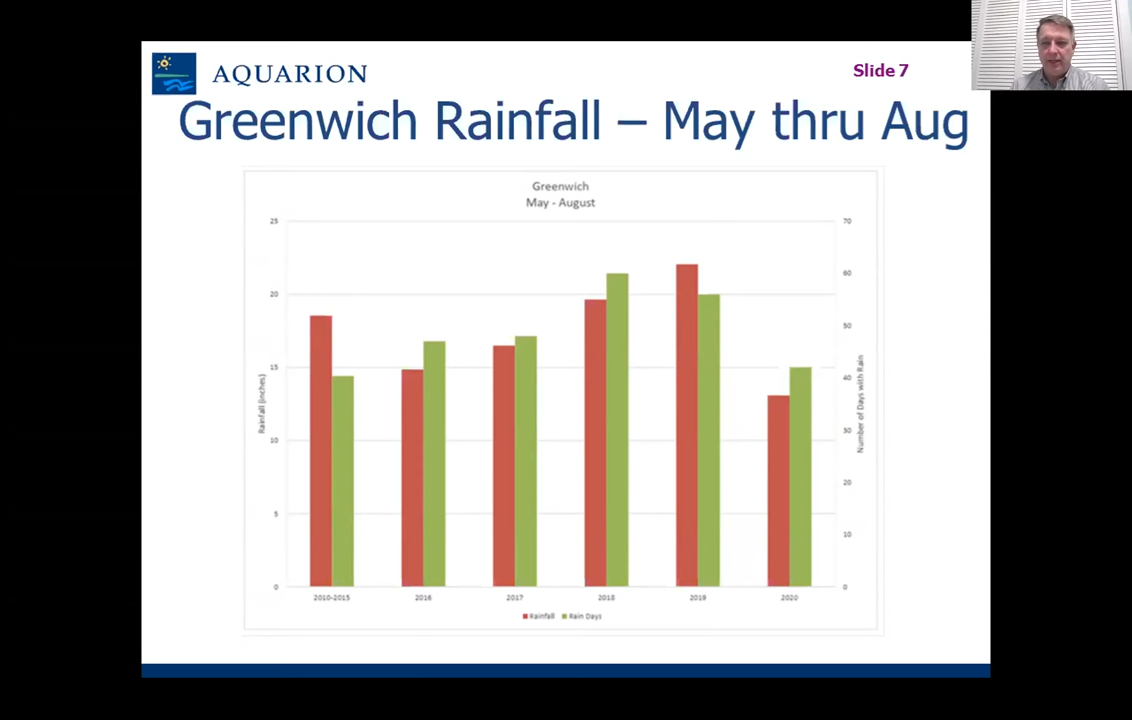 AQUARION
Slide 7
Greenwich Rainfall – May thru Aug
Greenwich
May - August
25
20
15
10
5
0
Rainfall (inches)
70
60
50
40
30
20
10
0
Number of Days with Rain
2010-2015 2016 2017 2018 2019 2020
Rainfall Rain Days